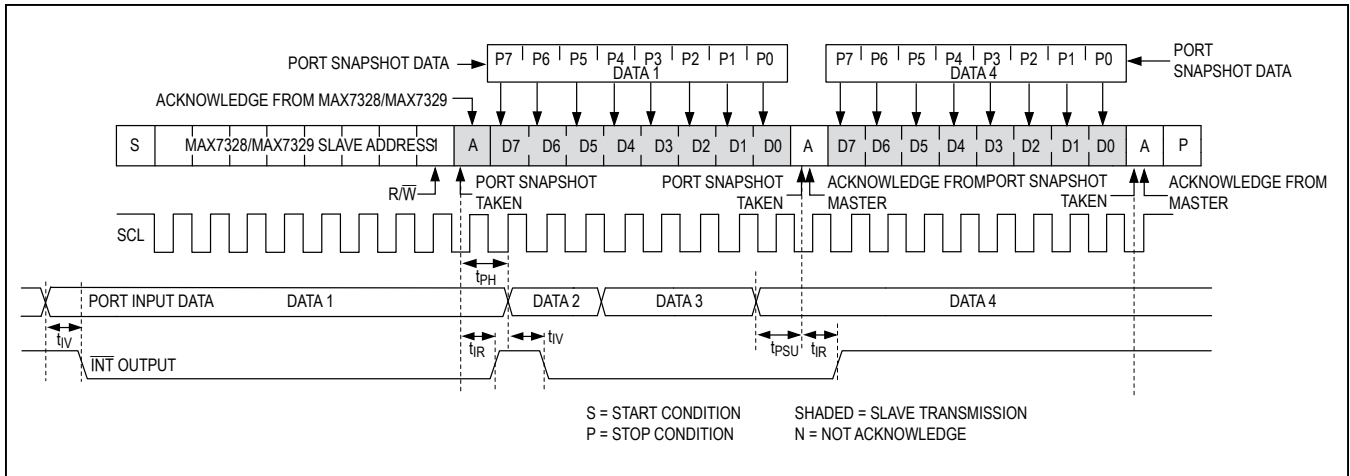 PORT SNAPSHOT DATA
P7 P6 P5 P4 P3 P2 P1 P0
DATA 1
P7 P6 P5 P4 P3 P2 P1 P0
DATA 4
PORT
SNAPSHOT DATA
ACKNOWLEDGE FROM MAX7328/MAX7329
S MAX7328/MAX7329 SLAVE ADDRESS 1 A D7 D6 D5 D4 D3 D2 D1 D0 A D7 D6 D5 D4 D3 D2 D1 D0 A P
R/W̅
PORT SNAPSHOT
TAKEN
PORT SNAPSHOT
TAKEN
ACKNOWLEDGE FROM
MASTER
PORT SNAPSHOT
TAKEN
ACKNOWLEDGE FROM
MASTER
SCL
tPH
PORT INPUT DATA DATA 1 DATA 2 DATA 3 DATA 4
tIV tIR tIV tPSU tIR
I̅N̅T̅ OUTPUT
S = START CONDITION SHADED = SLAVE TRANSMISSION
P = STOP CONDITION N = NOT ACKNOWLEDGE